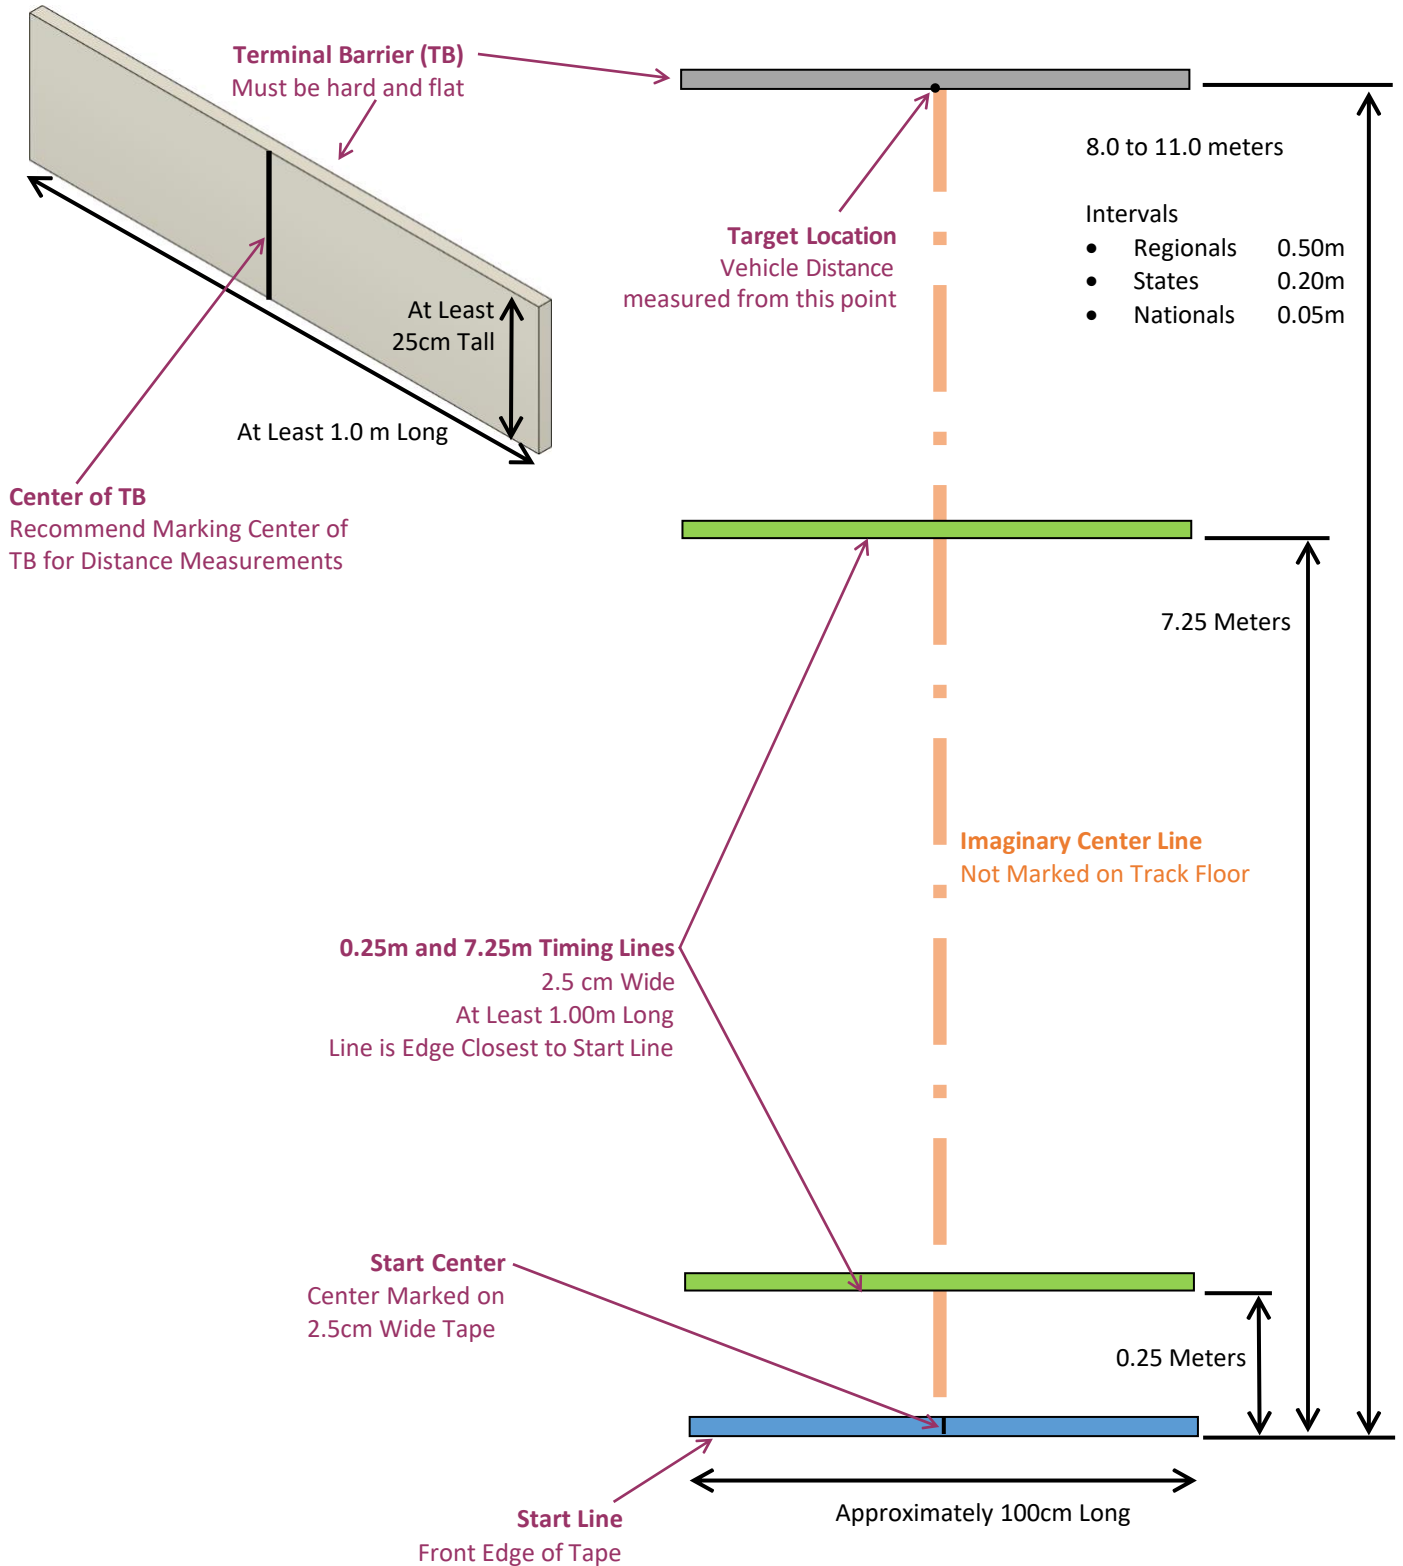 Terminal Barrier (TB)
Must be hard and flat
8.0 to 11.0 meters
Intervals
• Regionals 0.50m
• States 0.20m
• Nationals 0.05m
Target Location
Vehicle Distance
measured from this point
At Least
25cm Tall
At Least 1.0 m Long
Center of TB
Recommend Marking Center of
TB for Distance Measurements
7.25 Meters
Imaginary Center Line
Not Marked on Track Floor
0.25m and 7.25m Timing Lines
2.5 cm Wide
At Least 1.00m Long
Line is Edge Closest to Start Line
Start Center
Center Marked on
2.5cm Wide Tape
0.25 Meters
Approximately 100cm Long
Start Line
Front Edge of Tape